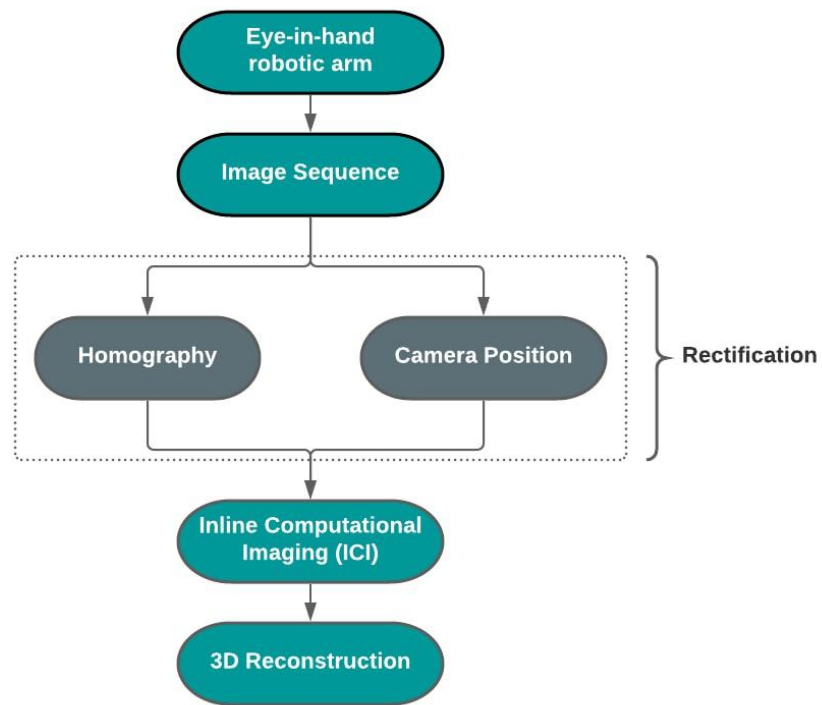 Eye-in-hand
robotic arm
Image Sequence
Homography
Camera Position
Rectification
Inline Computational
Imaging (ICI)
3D Reconstruction